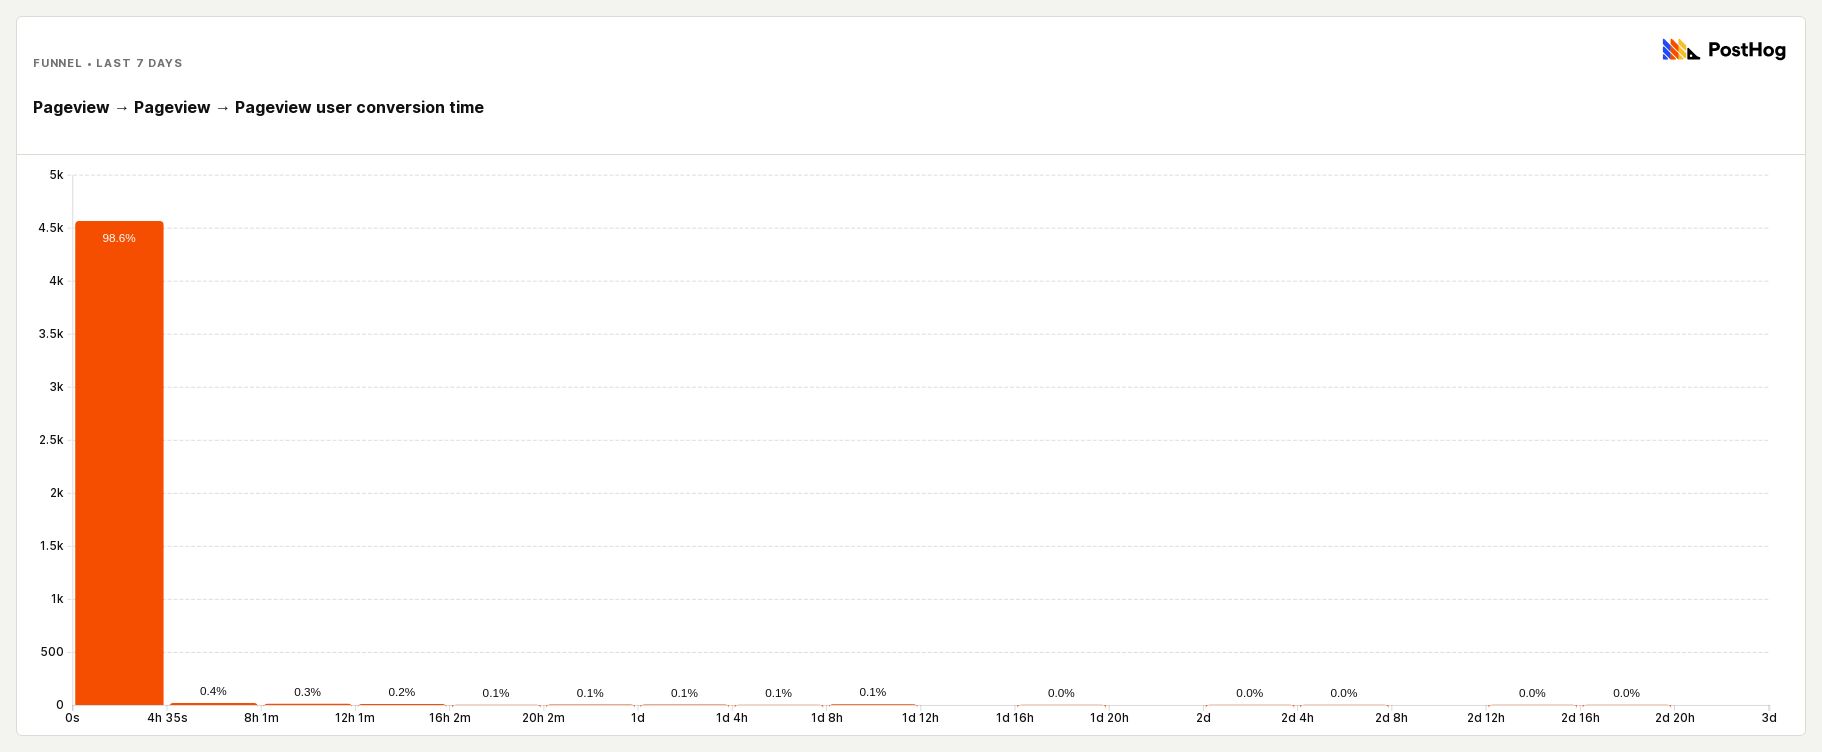 PostHog
FUNNEL • LAST 7 DAYS
Pageview → Pageview → Pageview user conversion time
5k
4.5k
98.6%
4k
3.5k
3k
2.5k
2k
1.5k
1k
500
0.4% 0.3% 0.2% 0.1% 0.1% 0.1% 0.1% 0.1% 0.0% 0.0% 0.0% 0.0% 0.0%
0
0s 4h 35s 8h 1m 12h 1m 16h 2m 20h 2m 1d 1d 4h 1d 8h 1d 12h 1d 16h 1d 20h 2d 2d 4h 2d 8h 2d 12h 2d 16h 2d 20h 3d